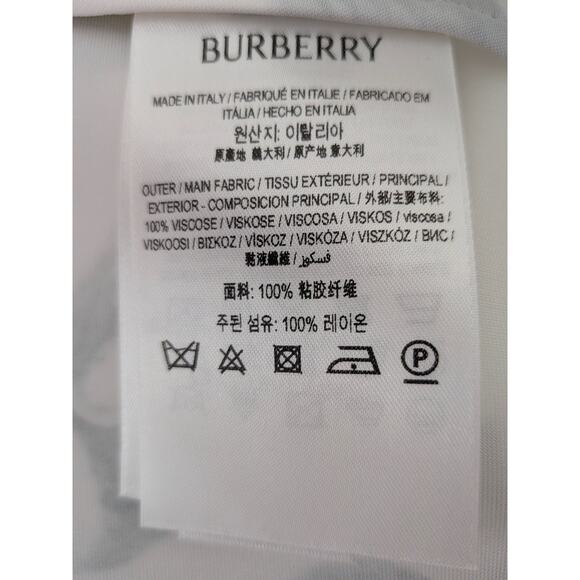 BURBERRY
MADE IN ITALY / FABRIQUÉ EN ITALIE / FABRICADO EM
ITÁLIA / HECHO EN ITALIA
원산지: 이탈리아
原產地 義大利 / 原产地 意大利
OUTER / MAIN FABRIC / TISSU EXTÉRIEUR / PRINCIPAL /
EXTERIOR - COMPOSICIÓN PRINCIPAL / 外部/主要布料:
100% VISCOSE / VISKOSE / VISCOSA / VISKOS / viscosa /
VISKOOSI / ΒΙΣΚΟΖ / VİSKOZ / VISKÓZA / VISZKÓZ / ВИС /
黏液纖維 / فسكوز
面料: 100% 粘胶纤维
주된 섬유: 100% 레이온
P